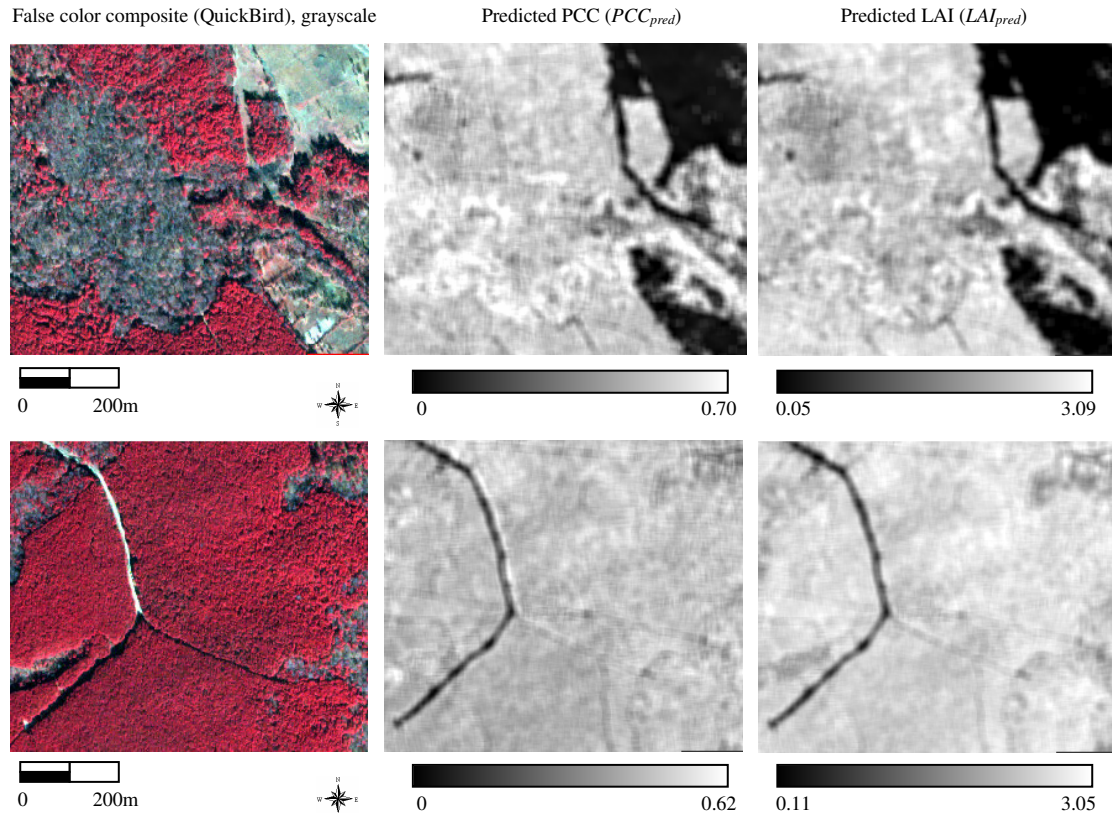 False color composite (QuickBird), grayscale
Predicted PCC (PCCpred)
Predicted LAI (LAIpred)
0 200m
N
W E
S
0 0.70
0.05 3.09
0 200m
N
W E
S
0 0.62
0.11 3.05